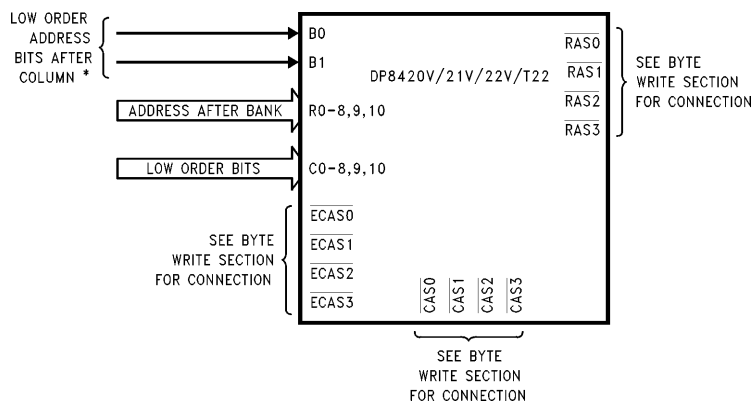 LOW ORDER
ADDRESS
BITS AFTER
COLUMN *
B0
B1
DP8420V/21V/22V/T22
ADDRESS AFTER BANK
R0-8,9,10
LOW ORDER BITS
C0-8,9,10
RAS0
RAS1
RAS2
RAS3
SEE BYTE
WRITE SECTION
FOR CONNECTION
SEE BYTE
WRITE SECTION
FOR CONNECTION
ECAS0
ECAS1
ECAS2
ECAS3
CAS0
CAS1
CAS2
CAS3
SEE BYTE
WRITE SECTION
FOR CONNECTION